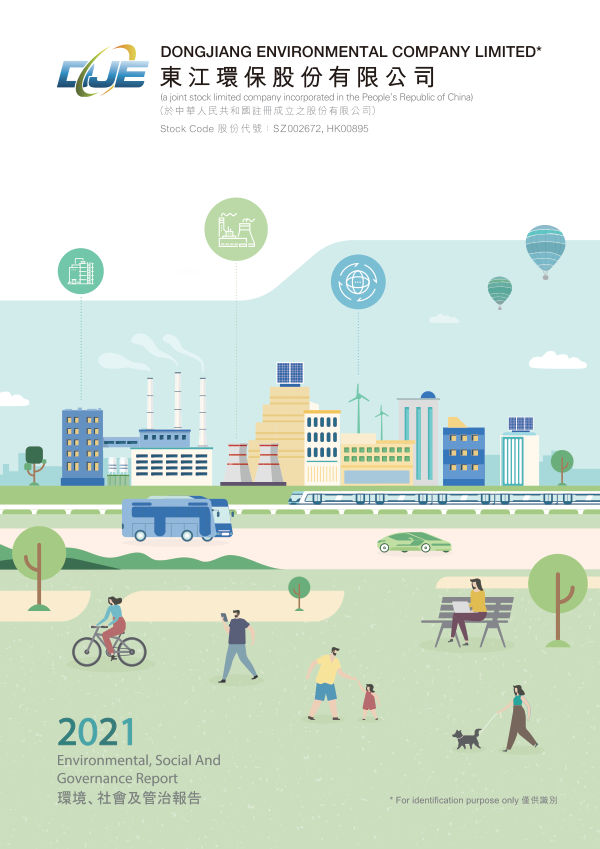 DJE
DONGJIANG ENVIRONMENTAL COMPANY LIMITED*
東江環保股份有限公司
(a joint stock limited company incorporated in the People's Republic of China)
(於中華人民共和國註冊成立之股份有限公司)
Stock Code 股份代號 | SZ002672, HK00895
2021
Environmental, Social And
Governance Report
環境、社會及管治報告
* For identification purpose only 僅供識別